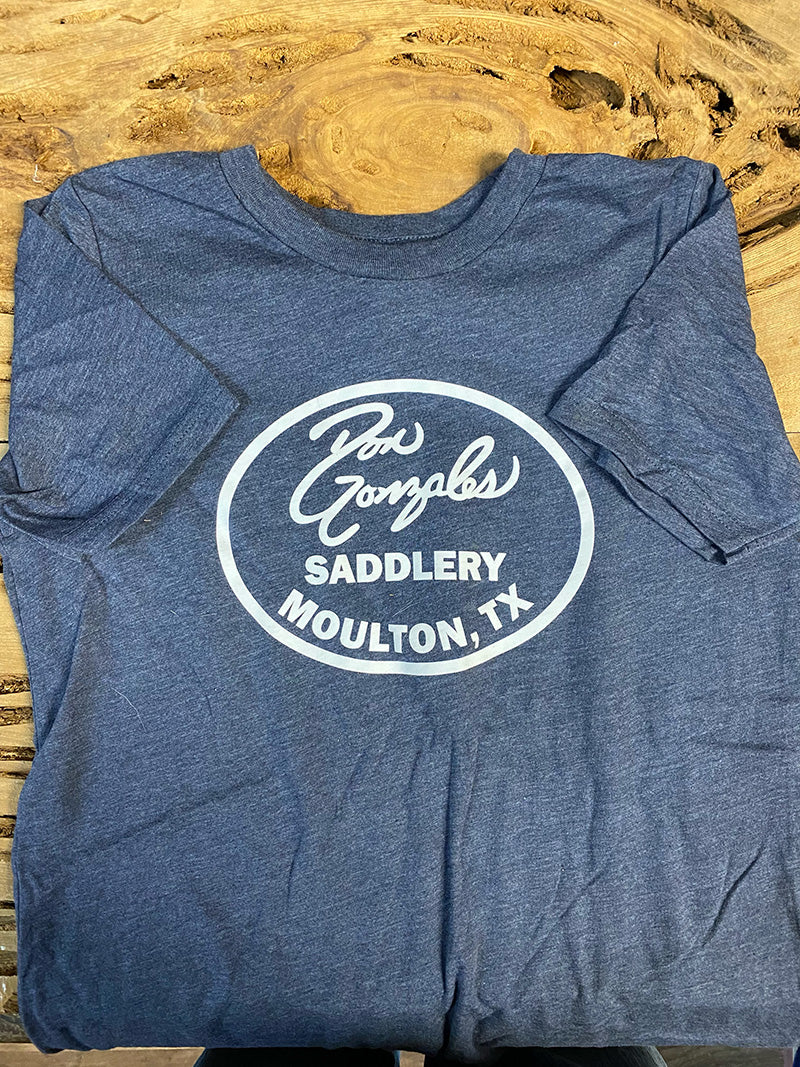 Don
Gonzales
SADDLERY
MOULTON, TX